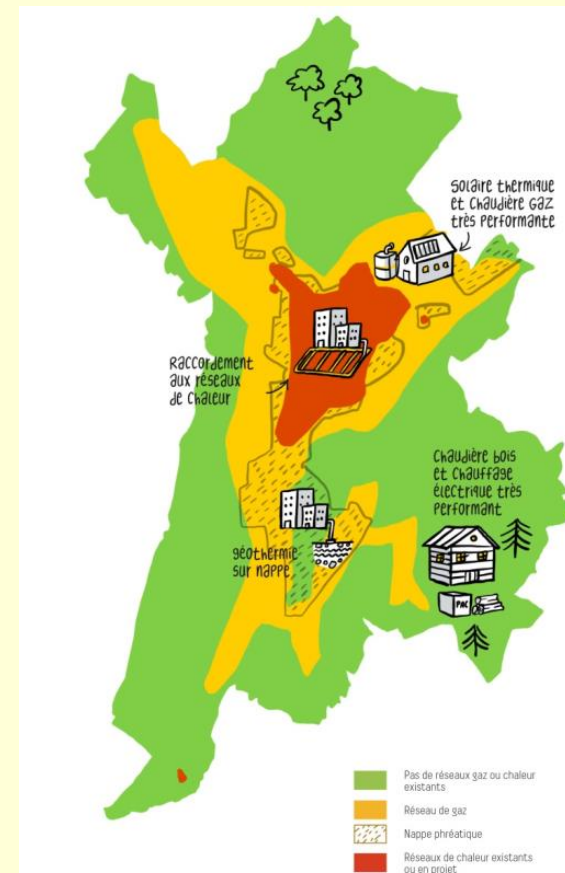 Solaire thermique
et chaudière gaz
très performante
Raccordement
aux réseaux
de chaleur
Chaudière bois
et chauffage
électrique très
performant
géothermie
sur nappe
PAC
Pas de réseaux gaz ou chaleur
existants
Réseau de gaz
Nappe phréatique
Réseaux de chaleur existants
ou en projet